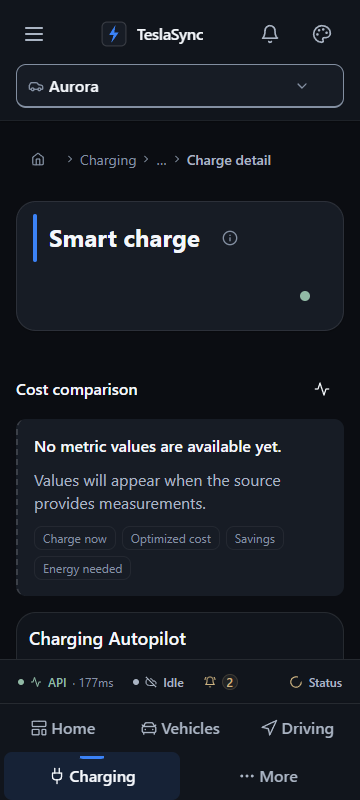 TeslaSync
Aurora
Charging ... Charge detail
Smart charge
Cost comparison
No metric values are available yet.
Values will appear when the source
provides measurements.
Charge now Optimized cost Savings
Energy needed
Charging Autopilot
API · 177ms Idle 2 Status
Home Vehicles Driving
Charging More